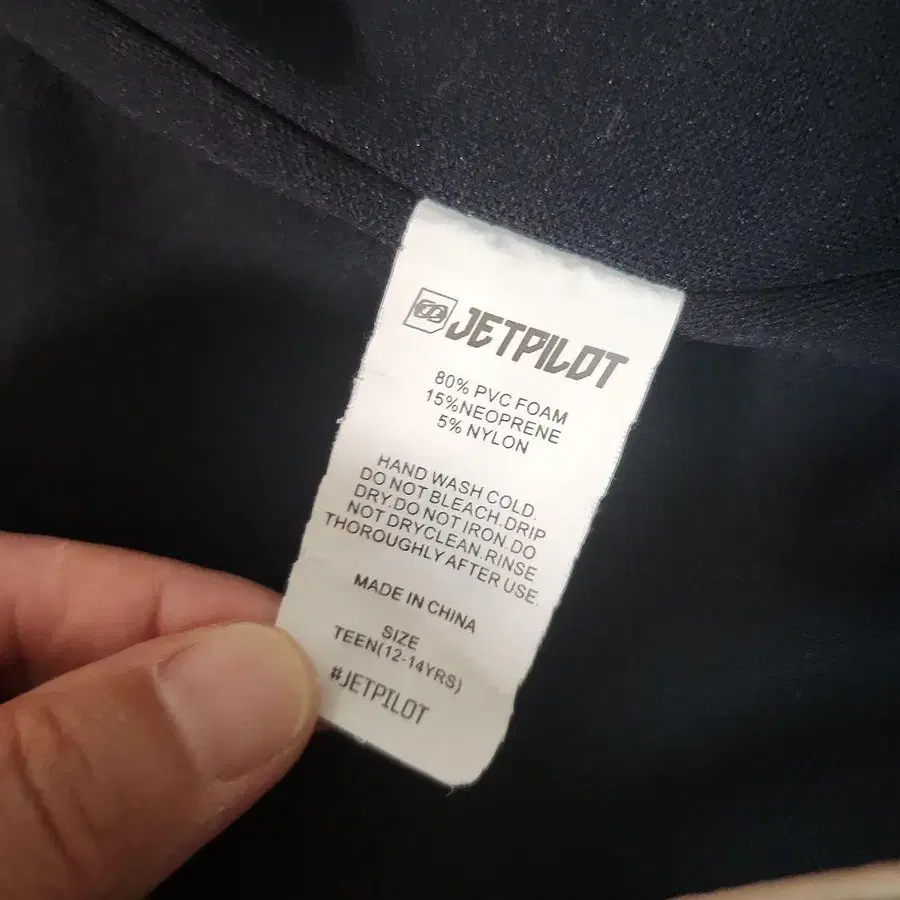 JETPILOT
80% PVC FOAM
15%NEOPRENE
5% NYLON
HAND WASH COLD.
DO NOT BLEACH.DRIP
DRY.DO NOT IRON.DO
NOT DRYCLEAN.RINSE
THOROUGHLY AFTER USE.
MADE IN CHINA
SIZE
TEEN(12-14YRS)
#JETPILOT